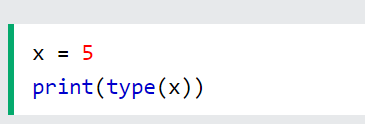 x = 5
print(type(x))